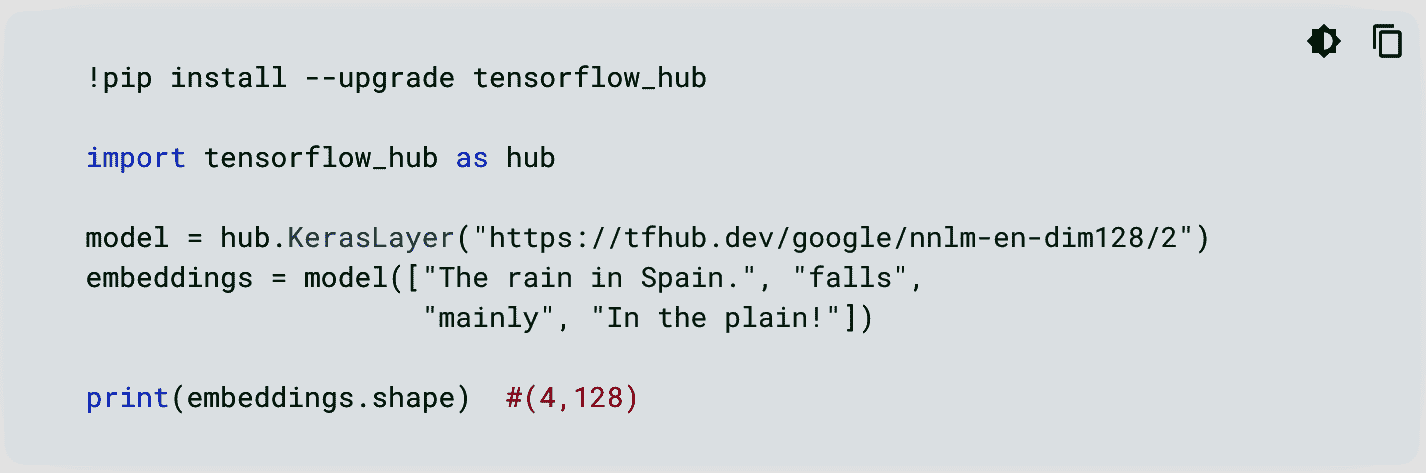 !pip install --upgrade tensorflow_hub
import tensorflow_hub as hub
model = hub.KerasLayer("https://tfhub.dev/google/nnlm-en-dim128/2")
embeddings = model(["The rain in Spain.", "falls",
"mainly", "In the plain!"])
print(embeddings.shape)  #(4,128)